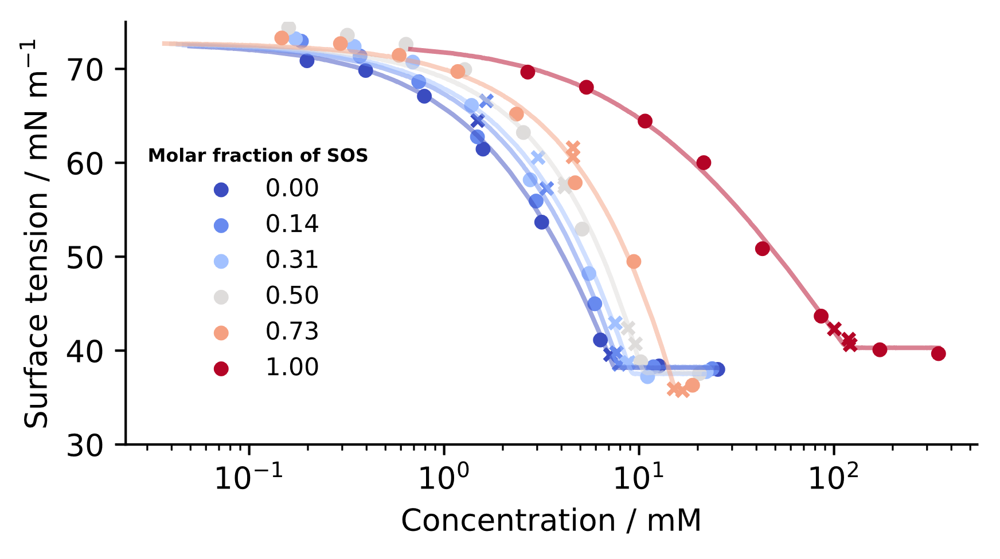 Surface tension / mN m⁻¹
70
60
50
40
30
Molar fraction of SOS
0.00
0.14
0.31
0.50
0.73
1.00
10⁻¹ 10⁰ 10¹ 10²
Concentration / mM